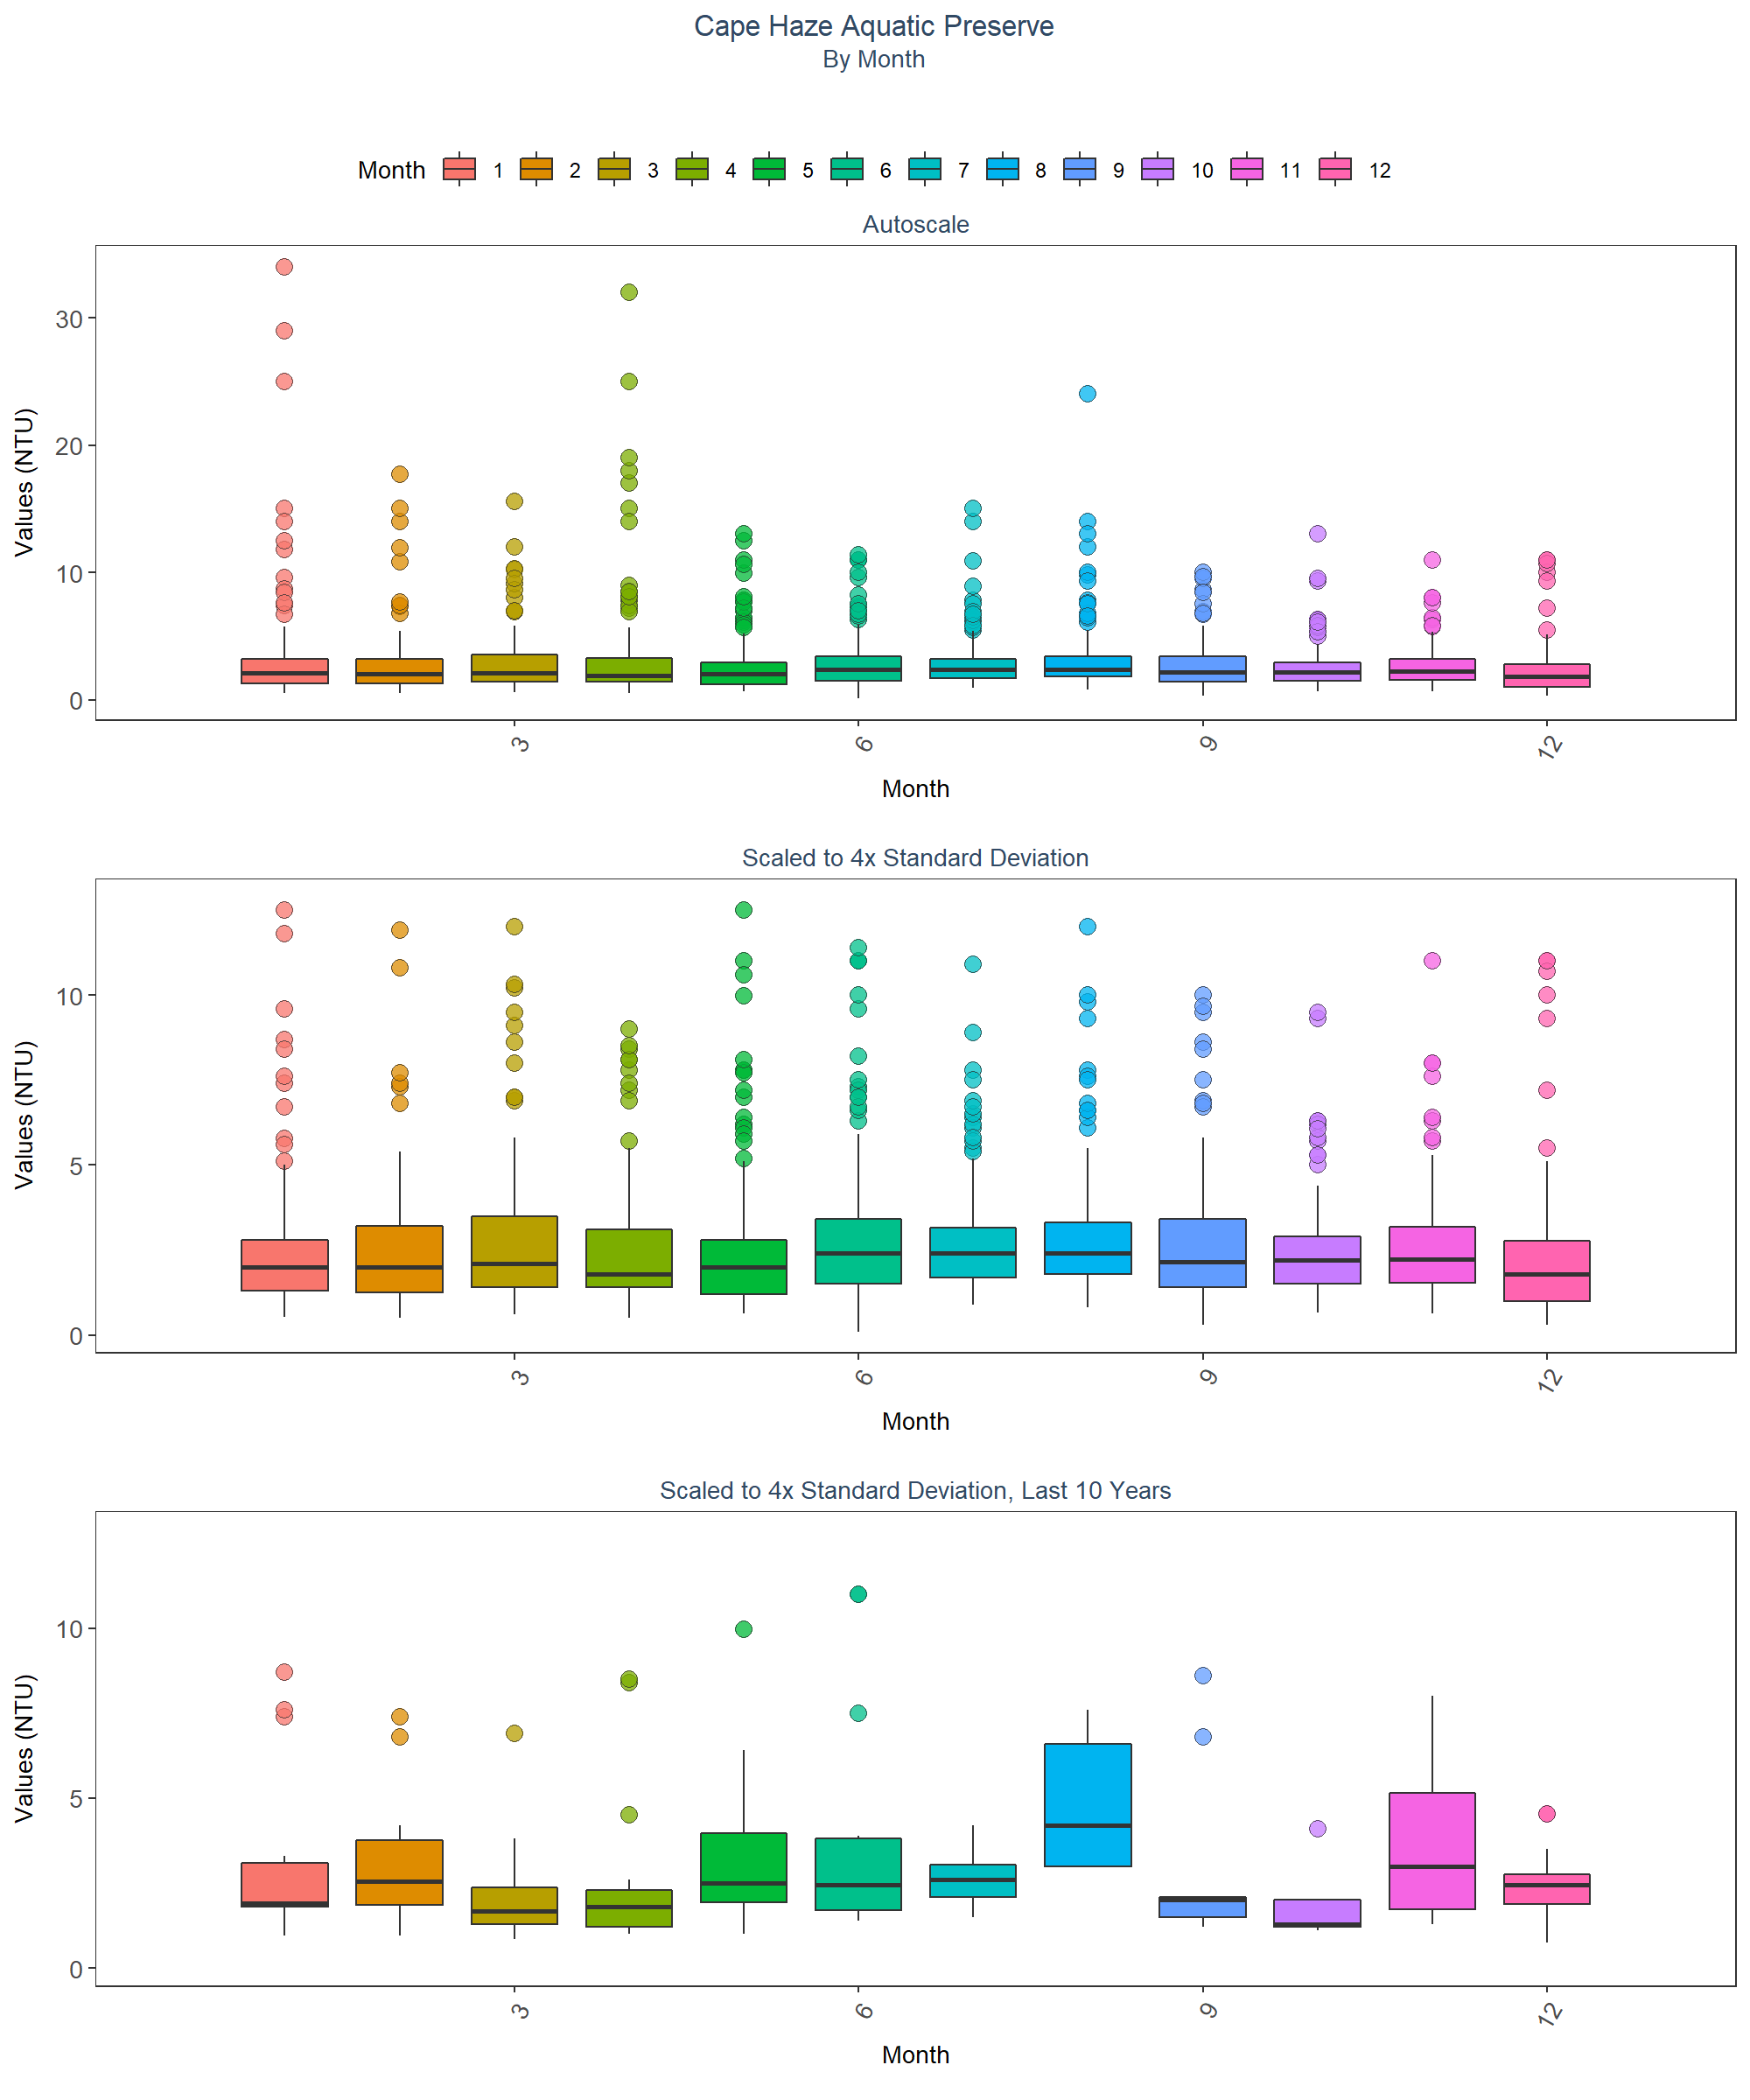 Cape Haze Aquatic Preserve
By Month
Month 1 2 3 4 5 6 7 8 9 10 11 12
Autoscale
Values (NTU)
30
20
10
0
3 6 9 12
Month
Scaled to 4x Standard Deviation
Values (NTU)
10
5
0
3 6 9 12
Month
Scaled to 4x Standard Deviation, Last 10 Years
Values (NTU)
10
5
0
3 6 9 12
Month